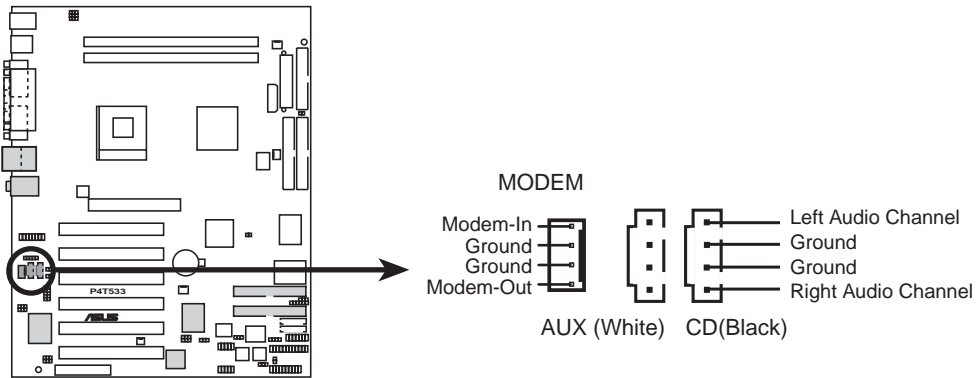 P4T533
ASUS
MODEM
Modem-In
Ground
Ground
Modem-Out
AUX (White)
CD(Black)
Left Audio Channel
Ground
Ground
Right Audio Channel